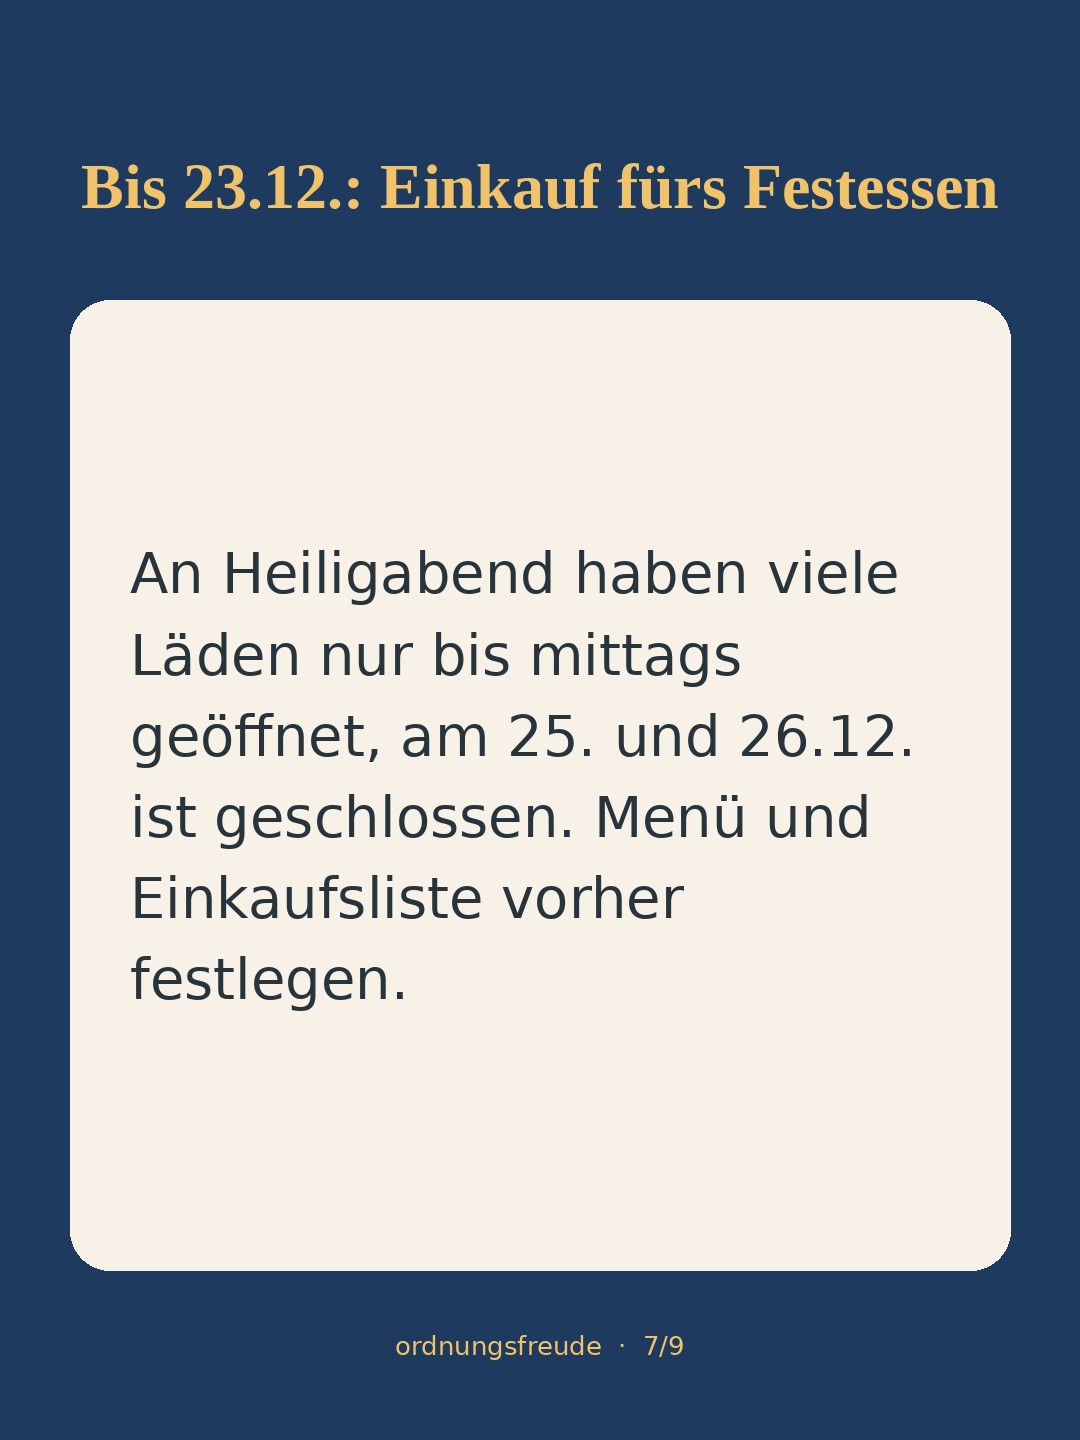 Bis 23.12.: Einkauf fürs Festessen
An Heiligabend haben viele
Läden nur bis mittags
geöffnet, am 25. und 26.12.
ist geschlossen. Menü und
Einkaufsliste vorher
festlegen.
ordnungsfreude · 7/9